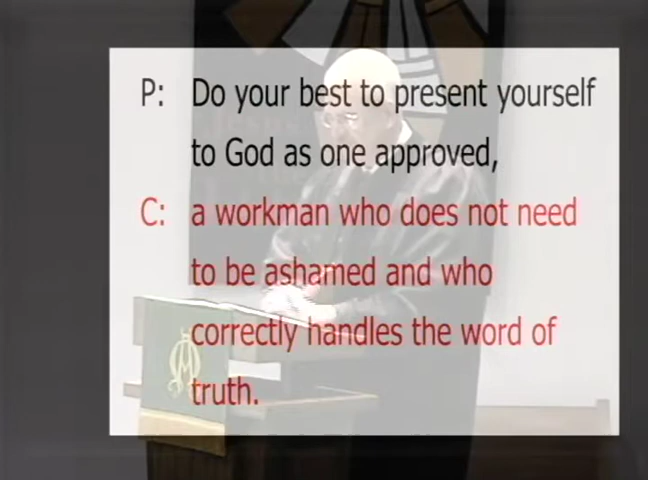 P: Do your best to present yourself
to God as one approved,
C: a workman who does not need
to be ashamed and who
correctly handles the word of
truth.